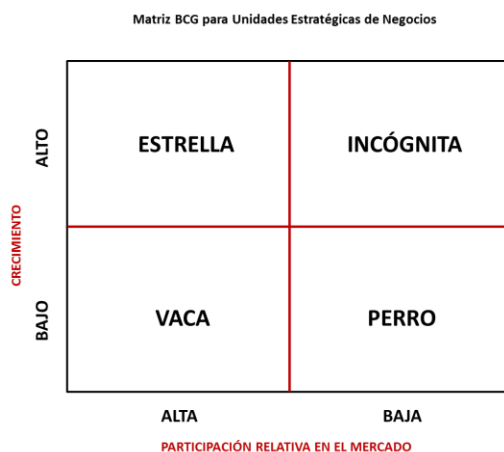 Matriz BCG para Unidades Estratégicas de Negocios
ALTO
ESTRELLA
INCÓGNITA
CRECIMIENTO
BAJO
VACA
PERRO
ALTA
BAJA
PARTICIPACIÓN RELATIVA EN EL MERCADO